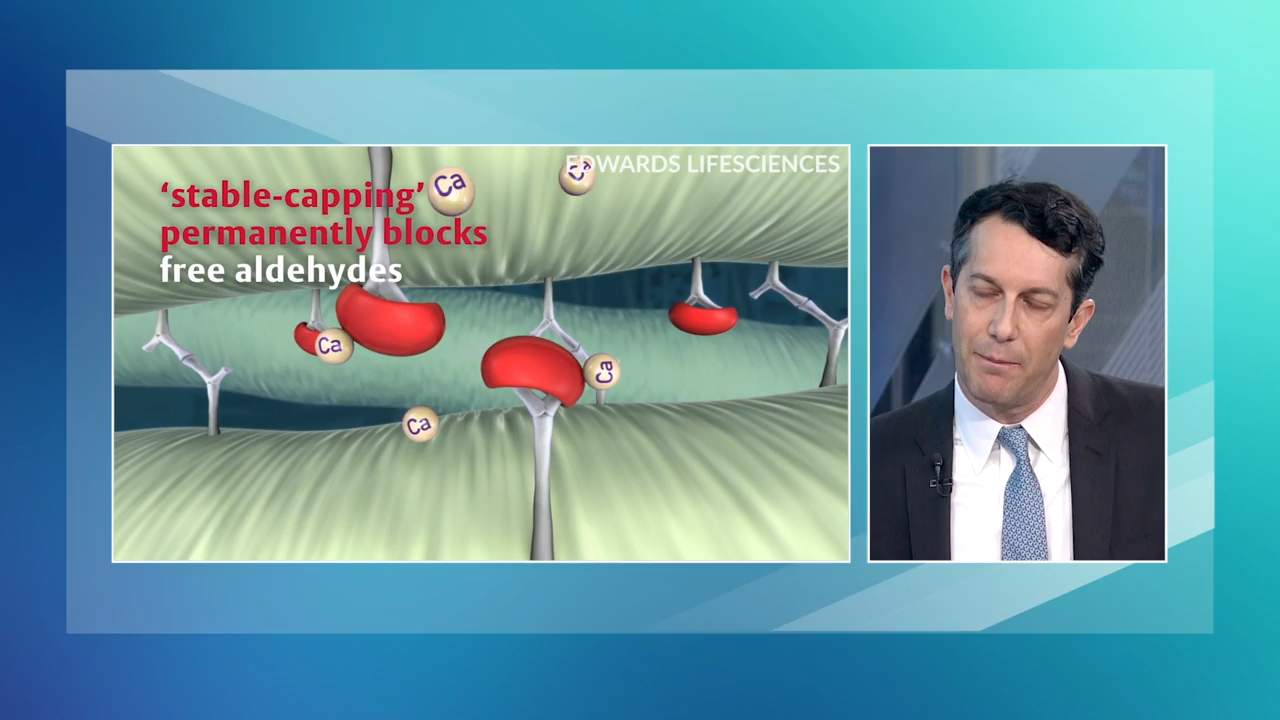 EDWARDS LIFESCIENCES
‘stable-capping’
permanently blocks
free aldehydes
Ca
Ca
Ca
Ca
Ca